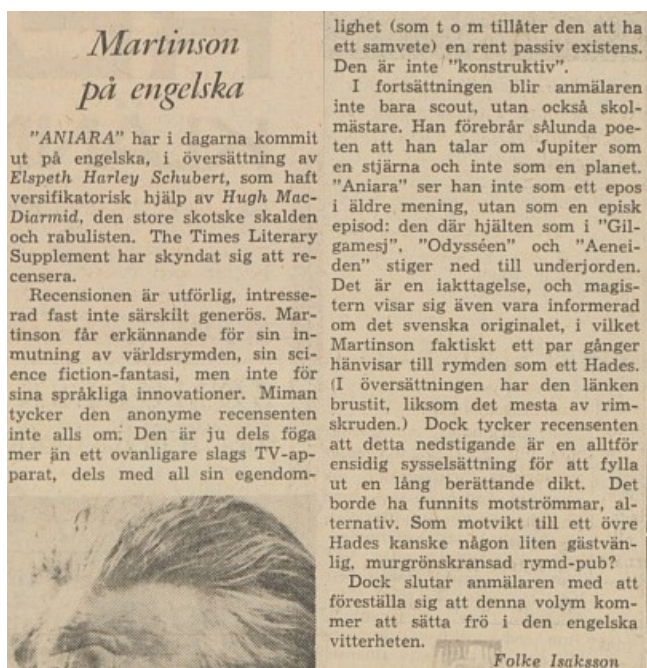 Martinson
på engelska
"ANIARA" har i dagarna kommit
ut på engelska, i översättning av
Elspeth Harley Schubert, som haft
versifikatorisk hjälp av Hugh Mac-
Diarmid, den store skotske skalden
och rabulisten. The Times Literary
Supplement har skyndat sig att re-
censera.
Recensionen är utförlig, intresse-
rad fast inte särskilt generös. Mar-
tinson får erkännande för sin in-
mutning av världsrymden, sin sci-
ence fiction-fantasi, men inte för
sina språkliga innovationer. Miman
tycker den anonyme recensenten
inte alls om. Den är ju dels föga
mer än ett ovanligare slags TV-ap-
parat, dels med all sin egendom-
lighet (som t o m tillåter den att ha
ett samvete) en rent passiv existens.
Den är inte "konstruktiv".
I fortsättningen blir anmälaren
inte bara scout, utan också skol-
mästare. Han förebrår sålunda poe-
ten att han talar om Jupiter som
en stjärna och inte som en planet.
"Aniara" ser han inte som ett epos
i äldre mening, utan som en episk
episod: den där hjälten som i "Gil-
gamesj", "Odysséen" och "Aenei-
den" stiger ned till underjorden.
Det är en iakttagelse, och magis-
tern visar sig även vara informerad
om det svenska originalet, i vilket
Martinson faktiskt ett par gånger
hänvisar till rymden som ett Hades.
(I översättningen har den länken
brustit, liksom det mesta av rim-
skruden.) Dock tycker recensenten
att detta nedstigande är en alltför
ensidig sysselsättning för att fylla
ut en lång berättande dikt. Det
borde ha funnits motströmmar, al-
ternativ. Som motvikt till ett övre
Hades kanske någon liten gästvän-
lig, murgrönskransad rymd-pub?
Dock slutar anmälaren med att
föreställa sig att denna volym kom-
mer att sätta frö i den engelska
vitterheten.
Folke Isaksson